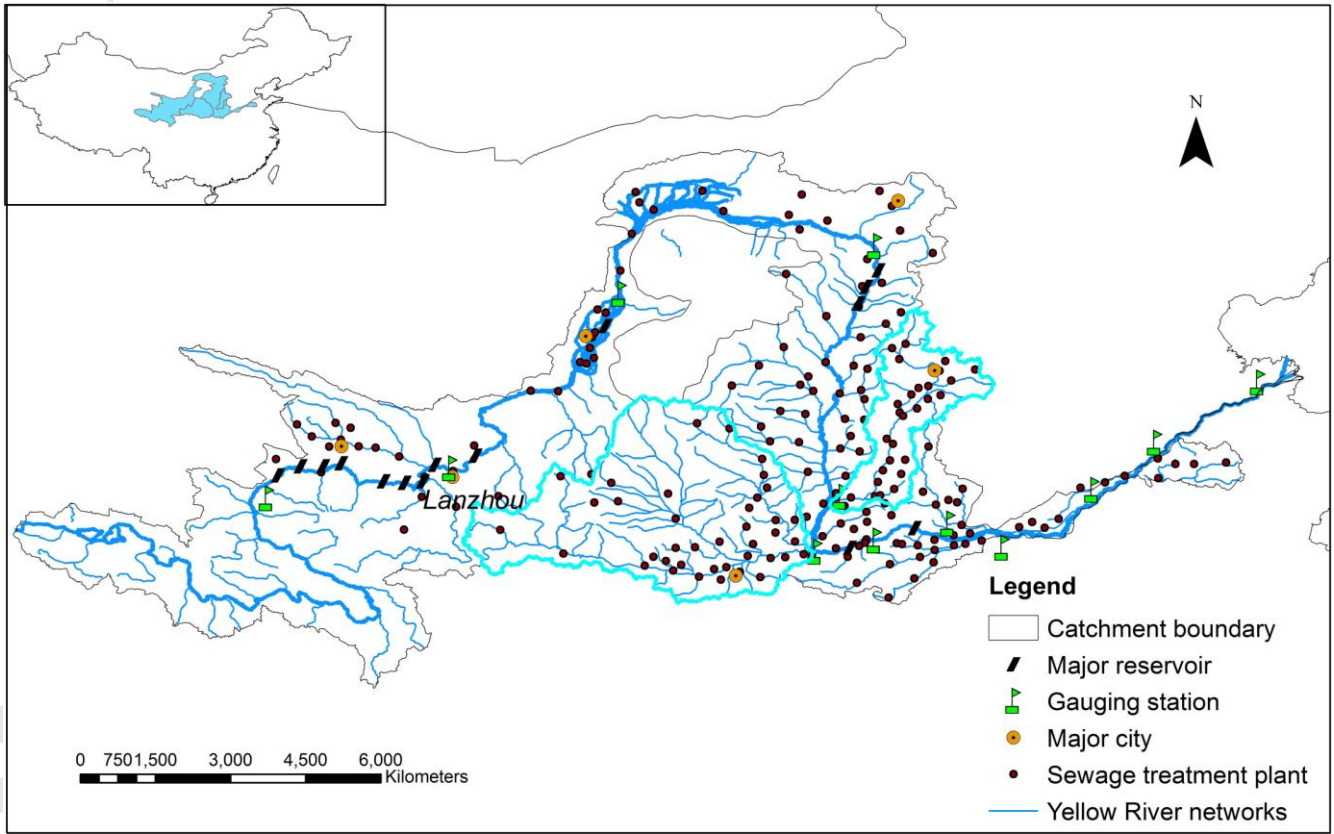 N
Lanzhou
Legend
Catchment boundary
Major reservoir
Gauging station
Major city
Sewage treatment plant
Yellow River networks
0 750 1,500 3,000 4,500 6,000
Kilometers